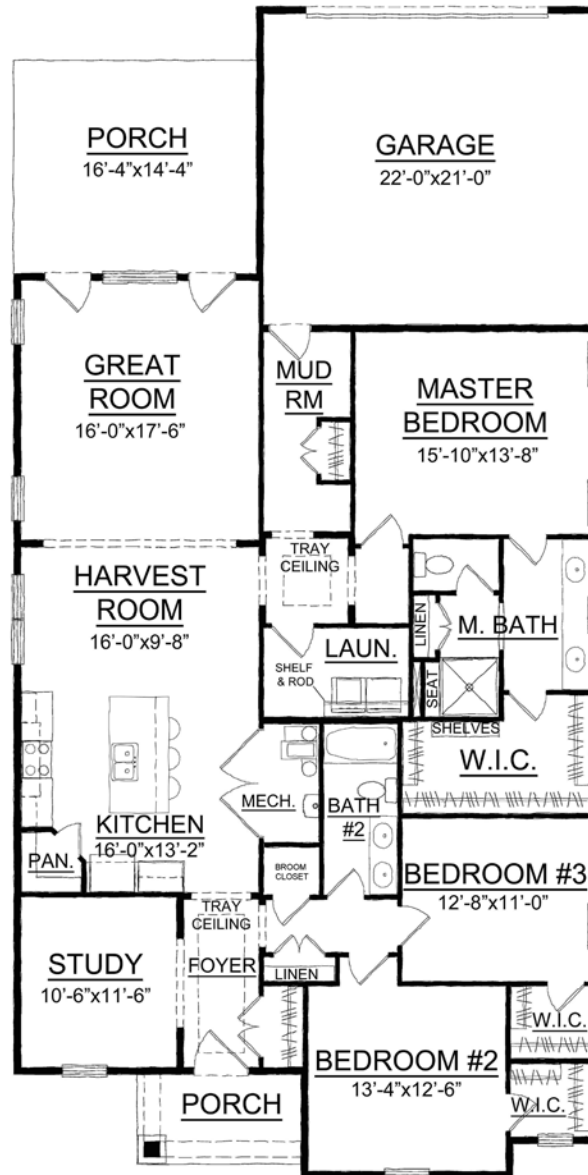 PORCH
16'-4"x14'-4"
GARAGE
22'-0"x21'-0"
GREAT
ROOM
16'-0"x17'-6"
MUD
RM
MASTER
BEDROOM
15'-10"x13'-8"
TRAY
CEILING
HARVEST
ROOM
16'-0"x9'-8"
LINEN
M. BATH
LAUN.
SHELF
& ROD
SEAT
SHELVES
W.I.C.
MECH.
BATH
#2
KITCHEN
16'-0"x13'-2"
PAN.
BROOM
CLOSET
BEDROOM #3
12'-8"x11'-0"
TRAY
CEILING
STUDY
10'-6"x11'-6"
FOYER
LINEN
W.I.C.
BEDROOM #2
13'-4"x12'-6"
W.I.C.
PORCH